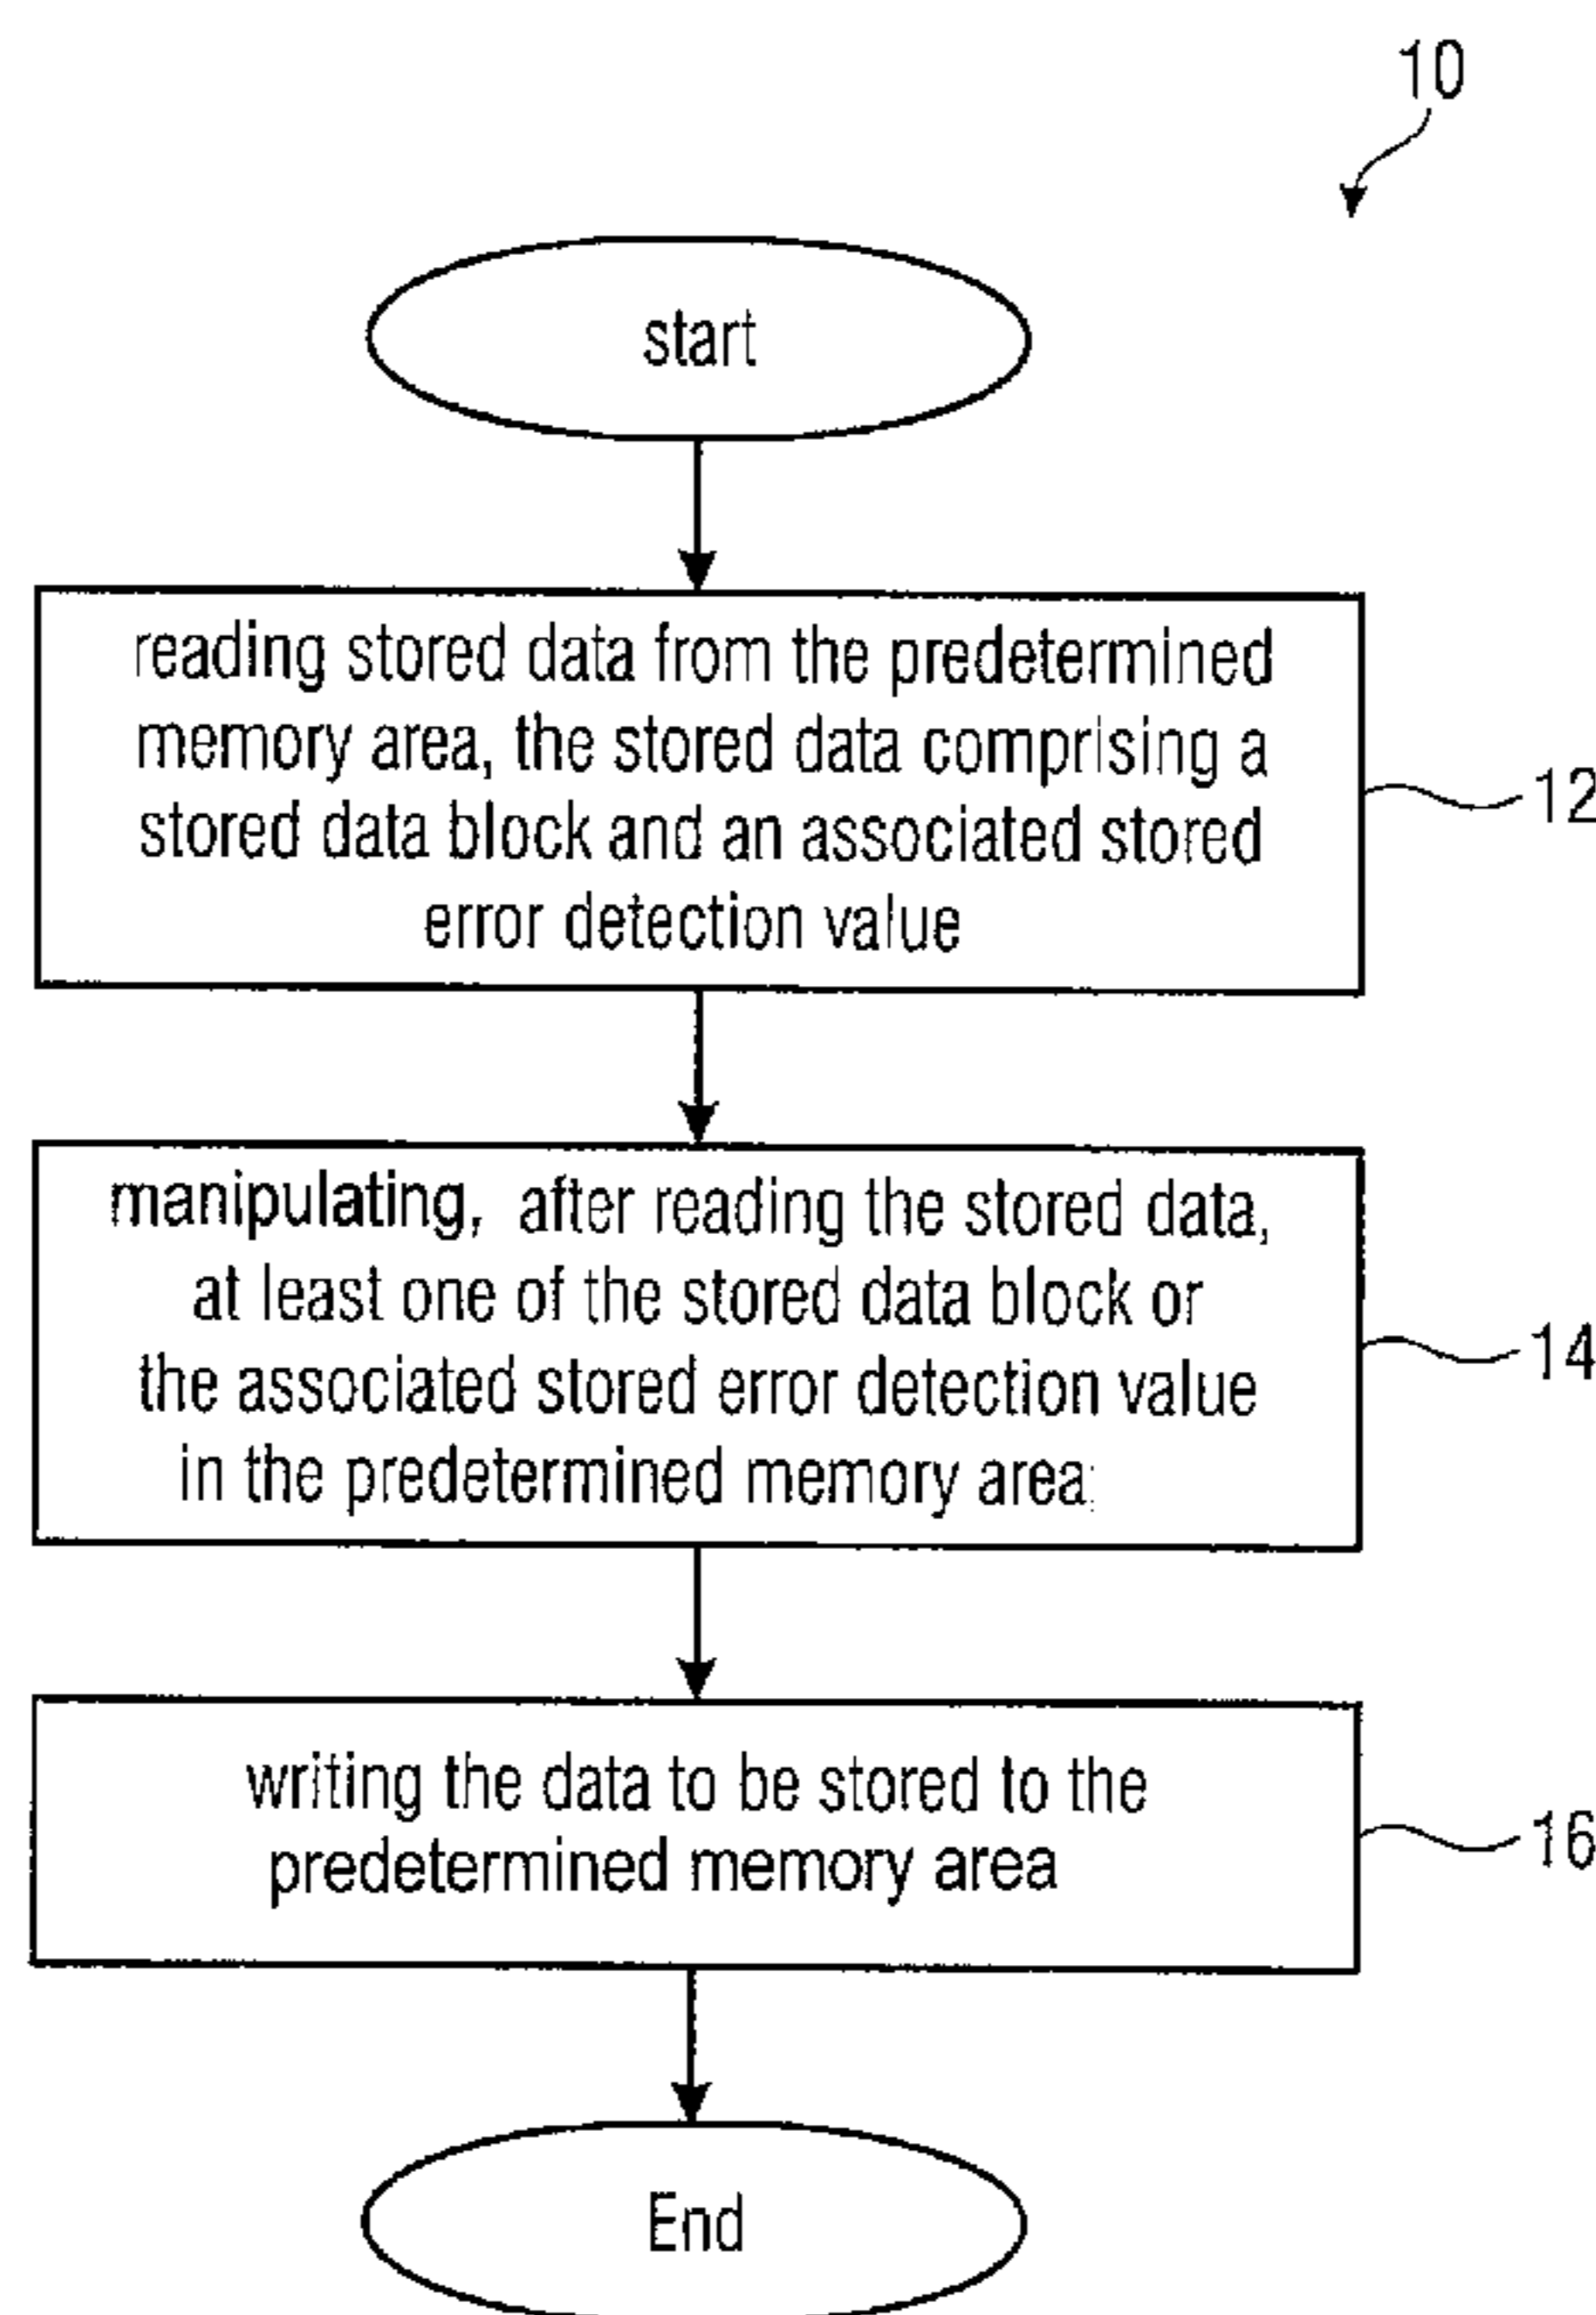 10
start
reading stored data from the predetermined
memory area, the stored data comprising a
stored data block and an associated stored
error detection value
12
manipulating, after reading the stored data,
at least one of the stored data block or
the associated stored error detection value
in the predetermined memory area;
14
writing the data to be stored to the
predetermined memory area
16
End